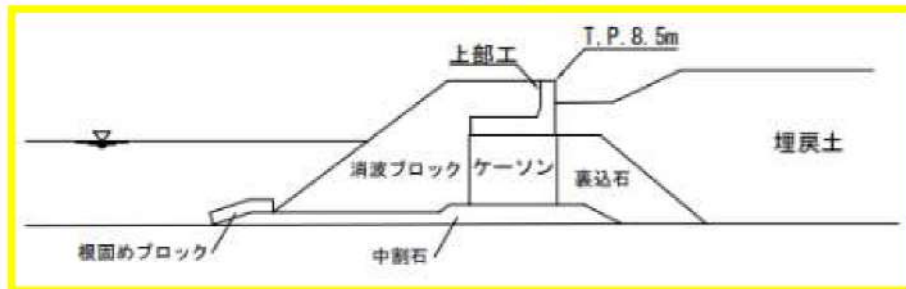 T.P.8.5m
上部工
埋戻土
消波ブロック
ケーソン
裏込石
根固めブロック
中割石